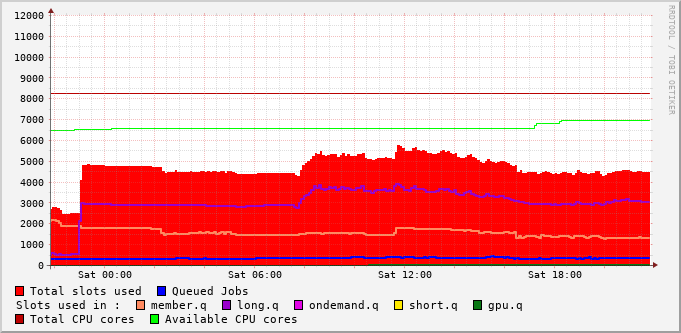 12000
11000
10000
9000
8000
7000
6000
5000
4000
3000
2000
1000
0
RRDTOOL / TOBI OETIKER
Sat 00:00 Sat 06:00 Sat 12:00 Sat 18:00
Total slots used Queued Jobs
Slots used in : member.q long.q ondemand.q short.q gpu.q
Total CPU cores Available CPU cores